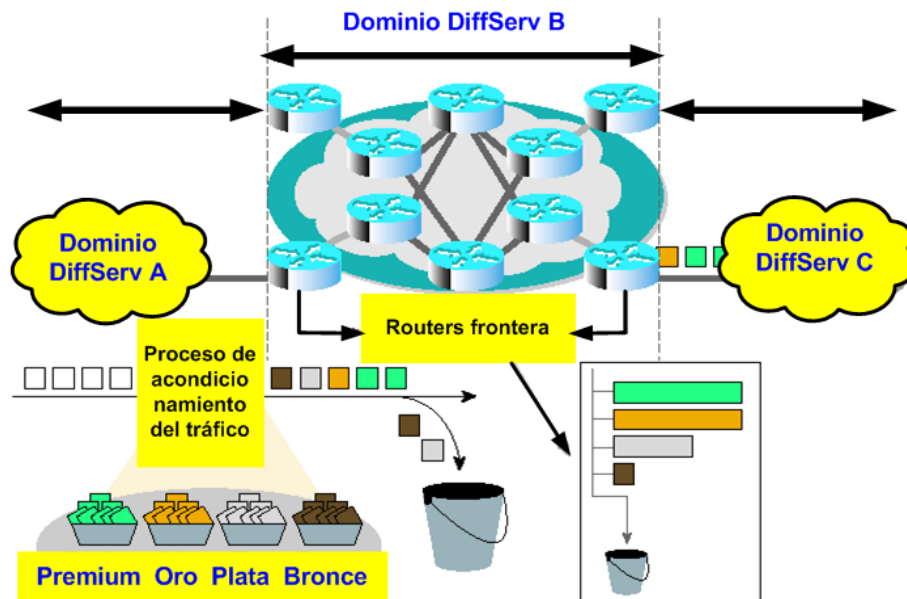 Dominio DiffServ B
Dominio
DiffServ A
Dominio
DiffServ C
Routers frontera
Proceso de
acondicio
namiento
del tráfico
Premium Oro Plata Bronce